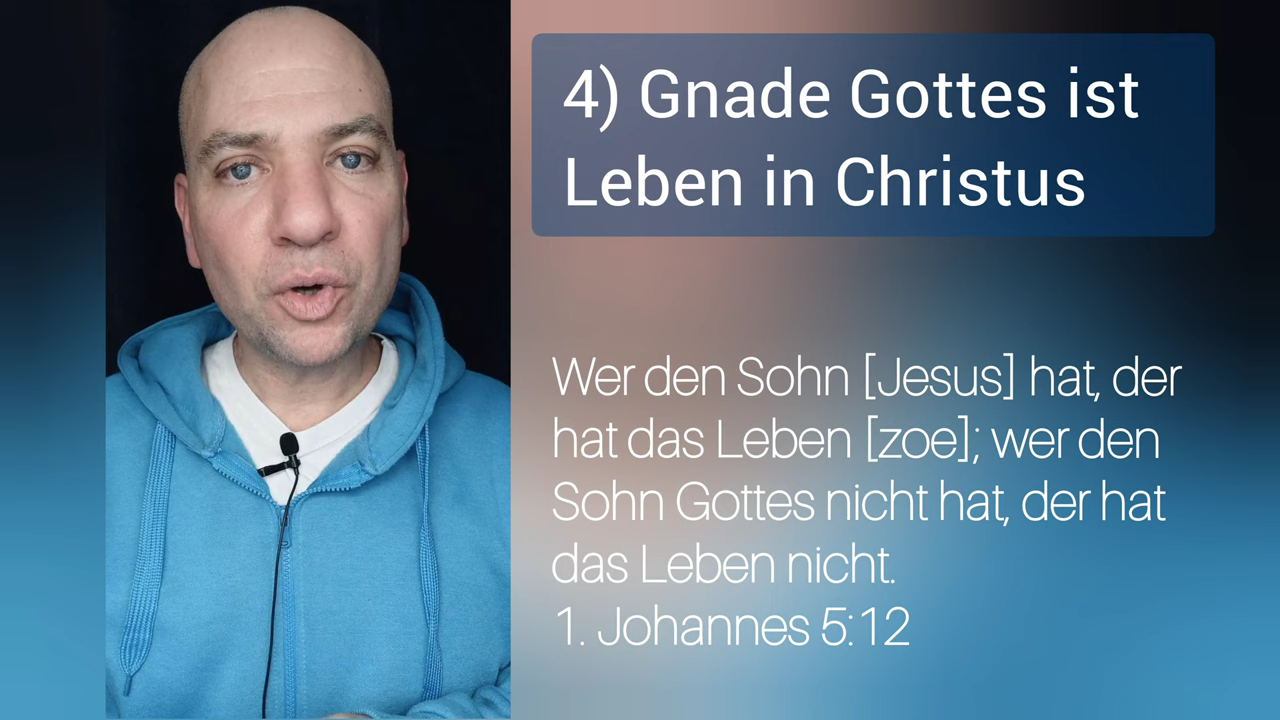 4) Gnade Gottes ist
Leben in Christus
Wer den Sohn [Jesus] hat, der
hat das Leben [zoe]; wer den
Sohn Gottes nicht hat, der hat
das Leben nicht.
1. Johannes 5:12